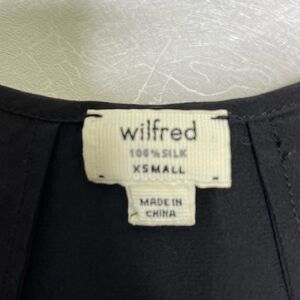 wilfred
100% SILK
XSMALL
MADE IN
CHINA